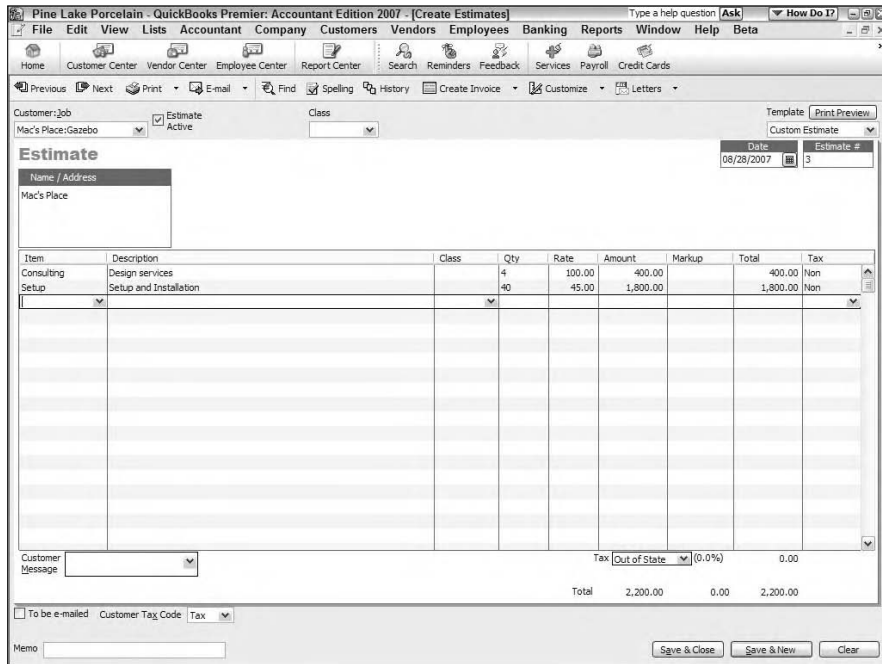 Pine Lake Porcelain - QuickBooks Premier: Accountant Edition 2007 - [Create Estimates] Type a help question Ask How Do I?
File Edit View Lists Accountant Company Customers Vendors Employees Banking Reports Window Help Beta
Home Customer Center Vendor Center Employee Center Report Center Search Reminders Feedback Services Payroll Credit Cards
Previous Next Print E-mail Find Spelling History Create Invoice Customize Letters
Customer:Job Estimate Active Class Template Print Preview
Mac's Place:Gazebo Custom Estimate
Estimate Date Estimate #
08/28/2007 3
Name / Address
Mac's Place
Item Description Class Qty Rate Amount Markup Total Tax
Consulting Design services 4 100.00 400.00 400.00 Non
Setup Setup and Installation 40 45.00 1,800.00 1,800.00 Non
Customer Message Tax Out of State (0.0%) 0.00
Total 2,200.00 0.00 2,200.00
To be e-mailed Customer Tax Code Tax
Memo Save & Close Save & New Clear